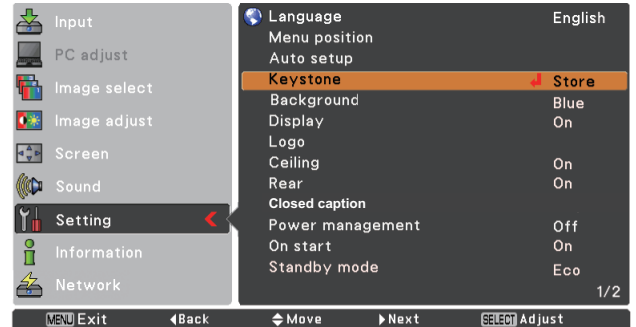 Input
PC adjust
Image select
Image adjust
Screen
Sound
Setting
Information
Network
Language English
Menu position
Auto setup
Keystone Store
Background Blue
Display On
Logo
Ceiling On
Rear On
Closed caption
Power management Off
On start On
Standby mode Eco
1/2
MENU Exit Back Move Next SELECT Adjust